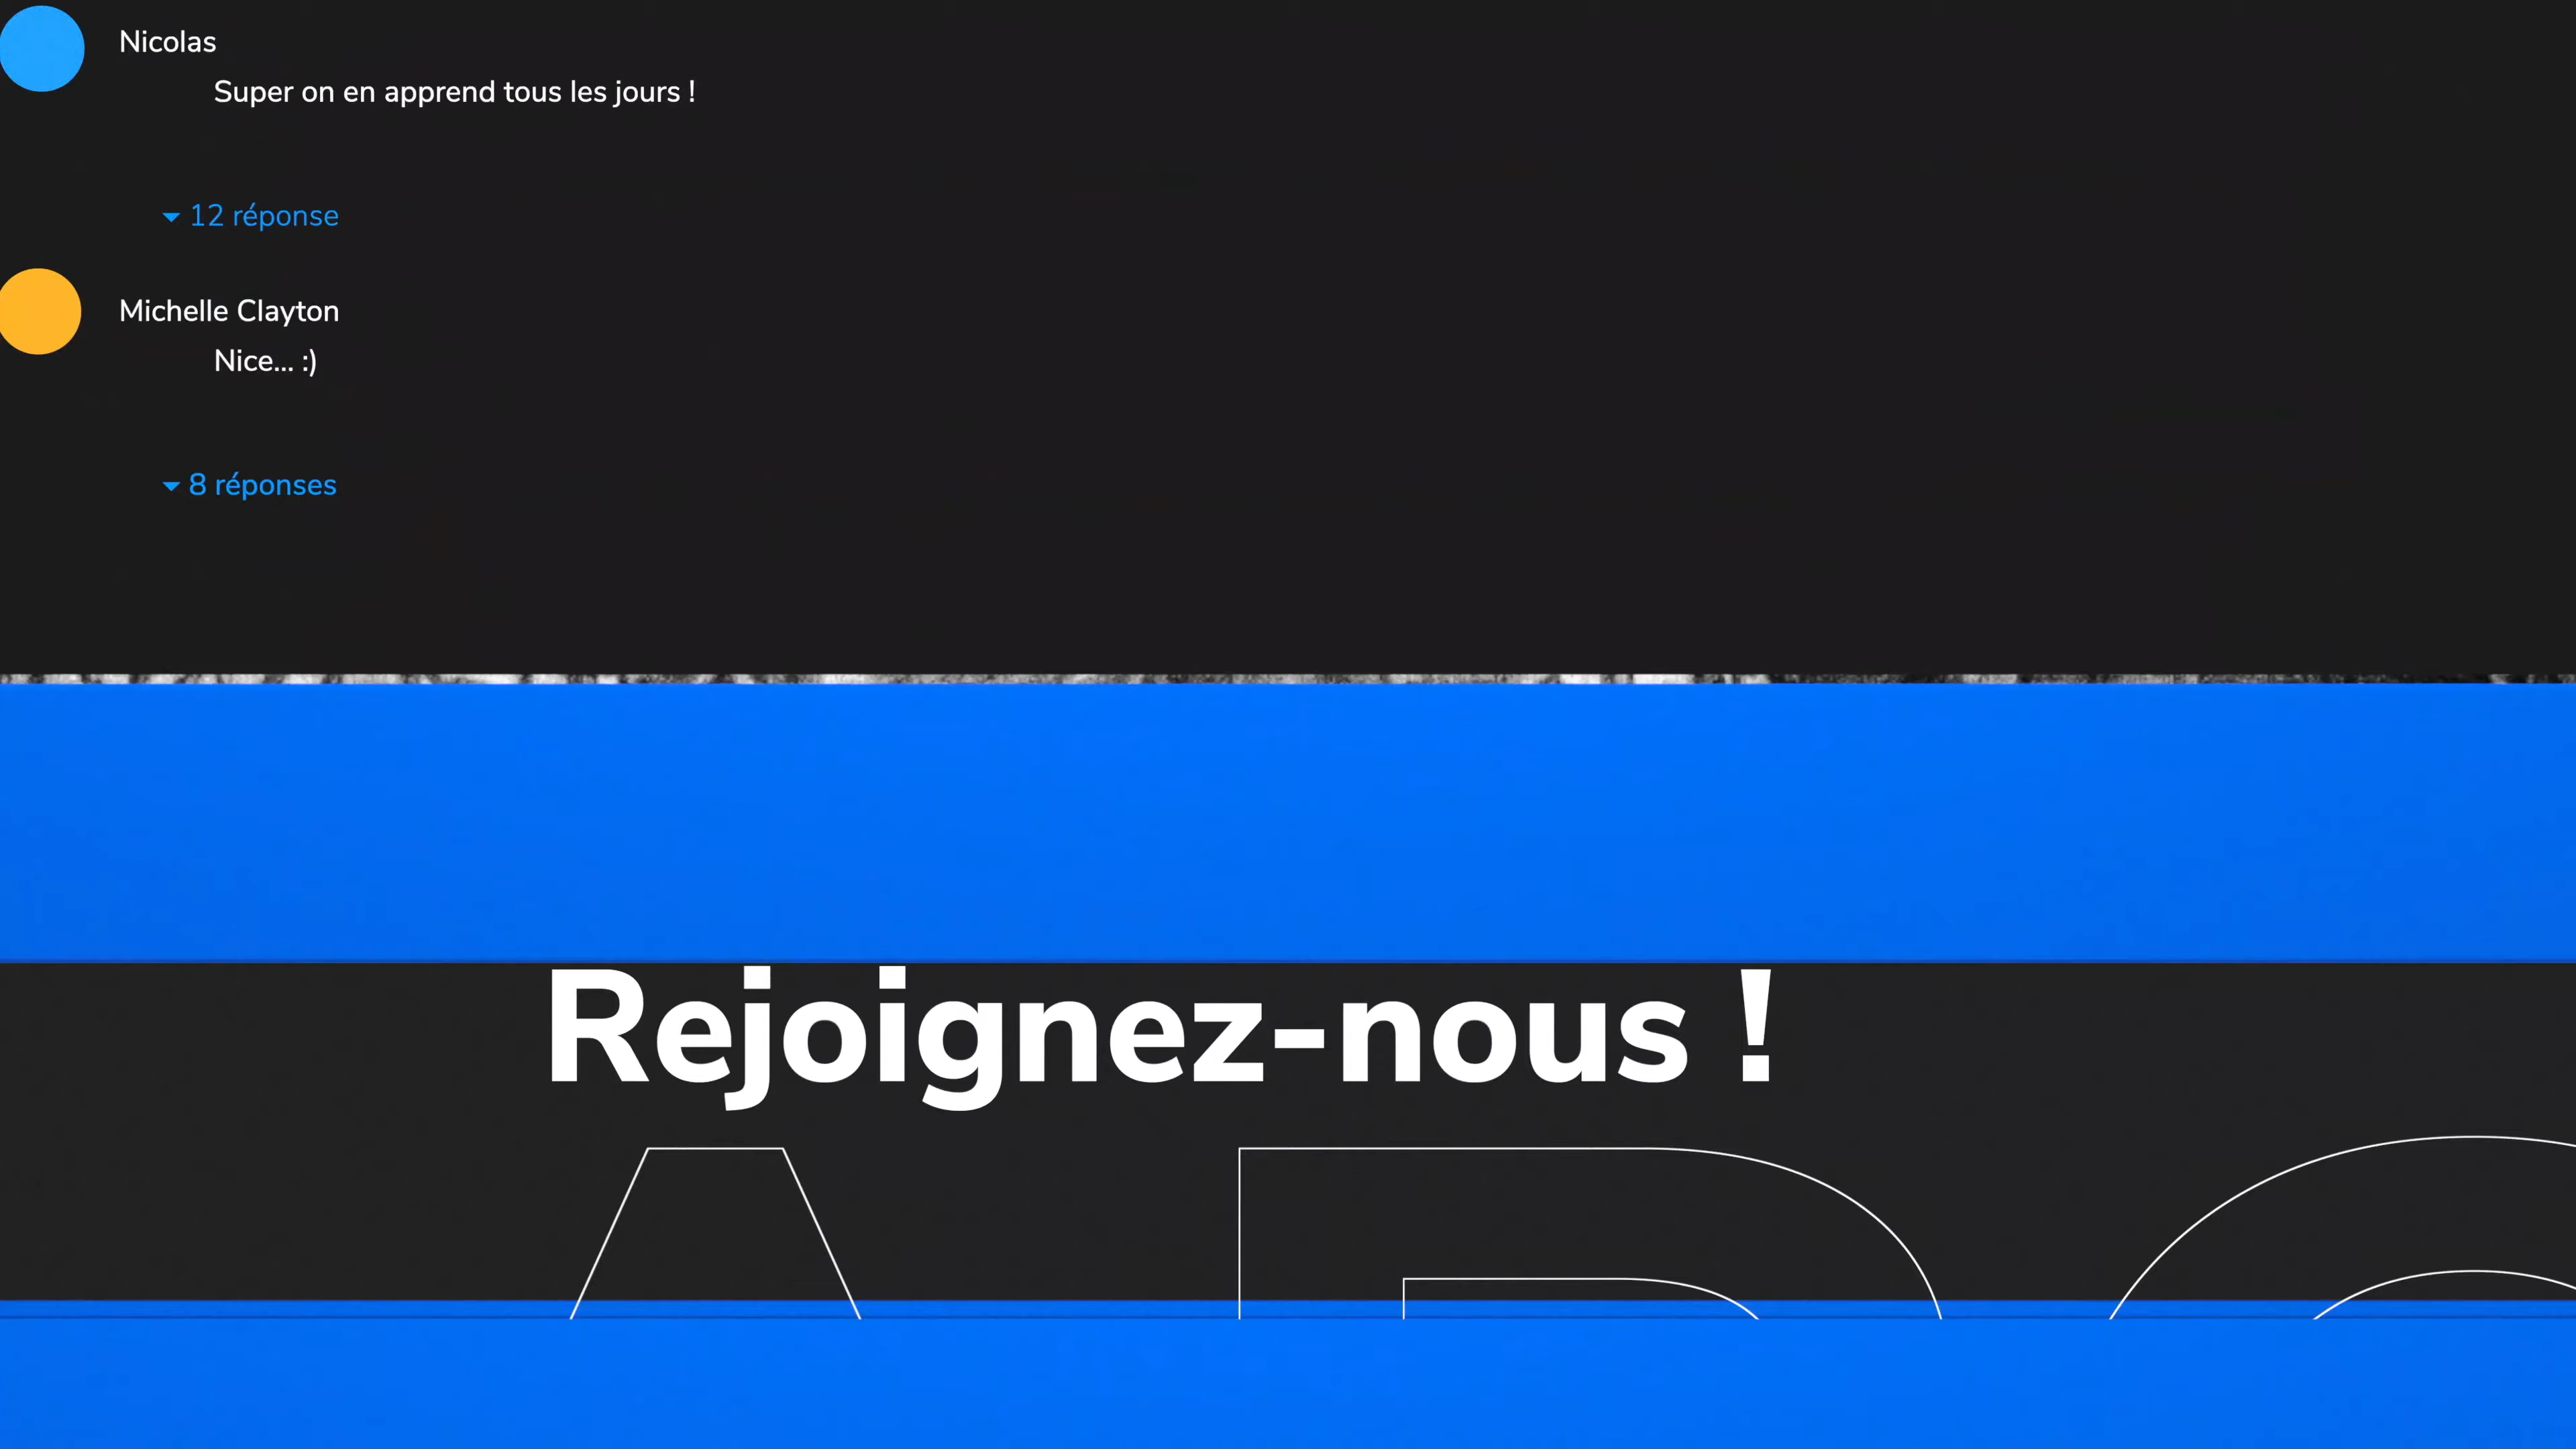 Nicolas
Super on en apprend tous les jours !
12 réponse
Michelle Clayton
Nice... :)
8 réponses
Rejoignez-nous !